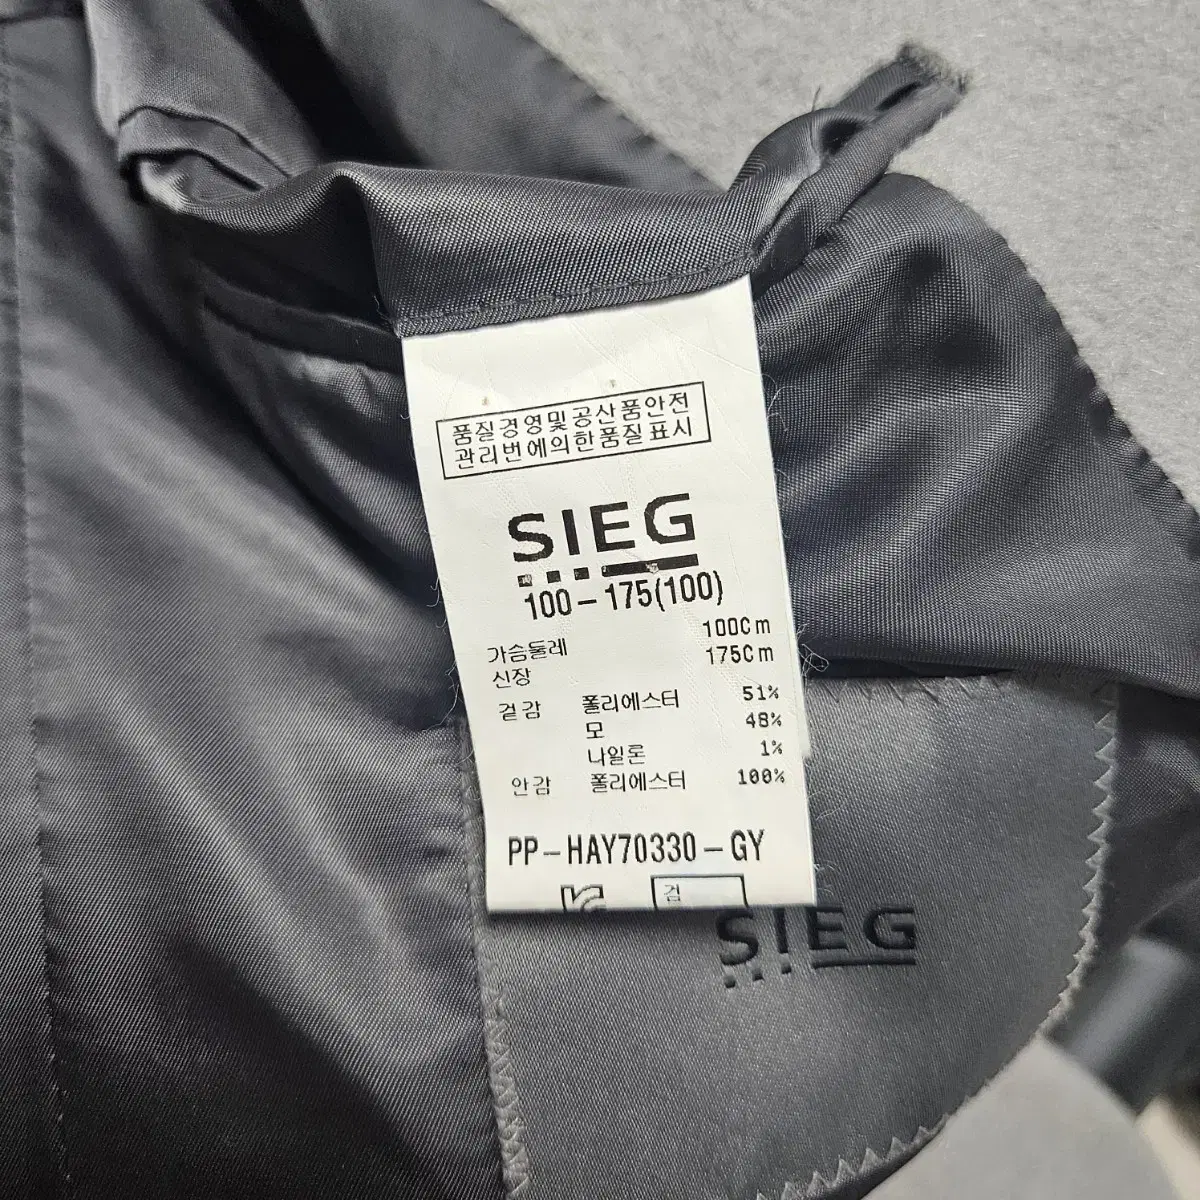 품질경영및공산품안전
관리번에의한품질표시
SIEG
100-175(100)
가슴둘레 100Cm
신장 175Cm
겉감 폴리에스터 51%
모 48%
나일론 1%
안감 폴리에스터 100%
PP-HAY70330-GY
검
SIEG